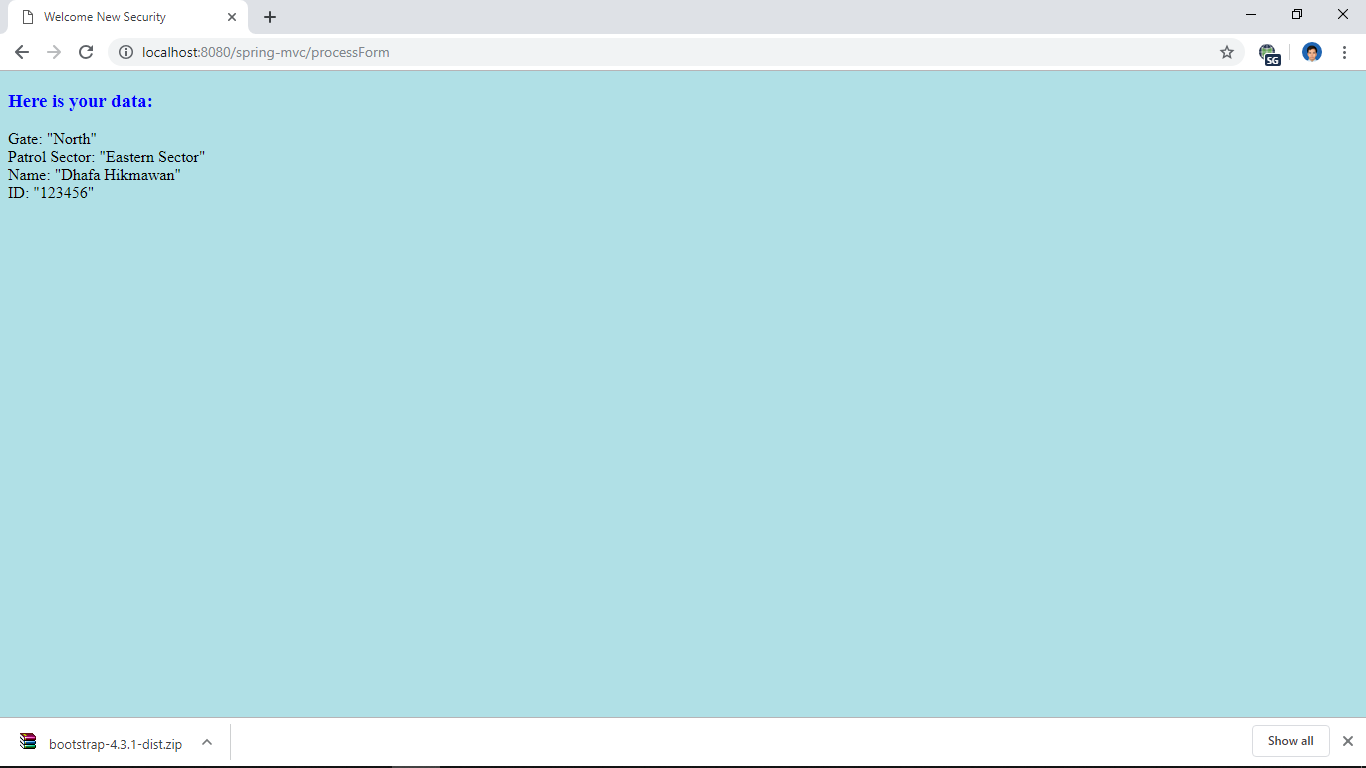 Welcome New Security
localhost:8080/spring-mvc/processForm
SG
Here is your data:
Gate: "North"
Patrol Sector: "Eastern Sector"
Name: "Dhafa Hikmawan"
ID: "123456"
bootstrap-4.3.1-dist.zip
Show all